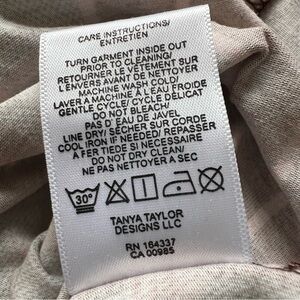 CARE INSTRUCTIONS/
ENTRETIEN
TURN GARMENT INSIDE OUT
PRIOR TO CLEANING/
RETOURNER LE VÊTEMENT SUR
L'ENVERS AVANT DE NETTOYER
MACHINE WASH COLD/
LAVER A MACHINE A L'EAU FROIDE
GENTLE CYCLE/ CYCLE DÉLICAT
DO NOT BLEACH/
PAS D'EAU DE JAVEL
LINE DRY/ SÉCHER SUR CORDE
COOL IRON IF NEEDED/ REPASSER
A FER TIEDE SI NECESSAIRE
DO NOT DRY CLEAN/
NE PAS NETTOYER A SEC
30°
TANYA TAYLOR
DESIGNS LLC
RN 164337
CA 00985